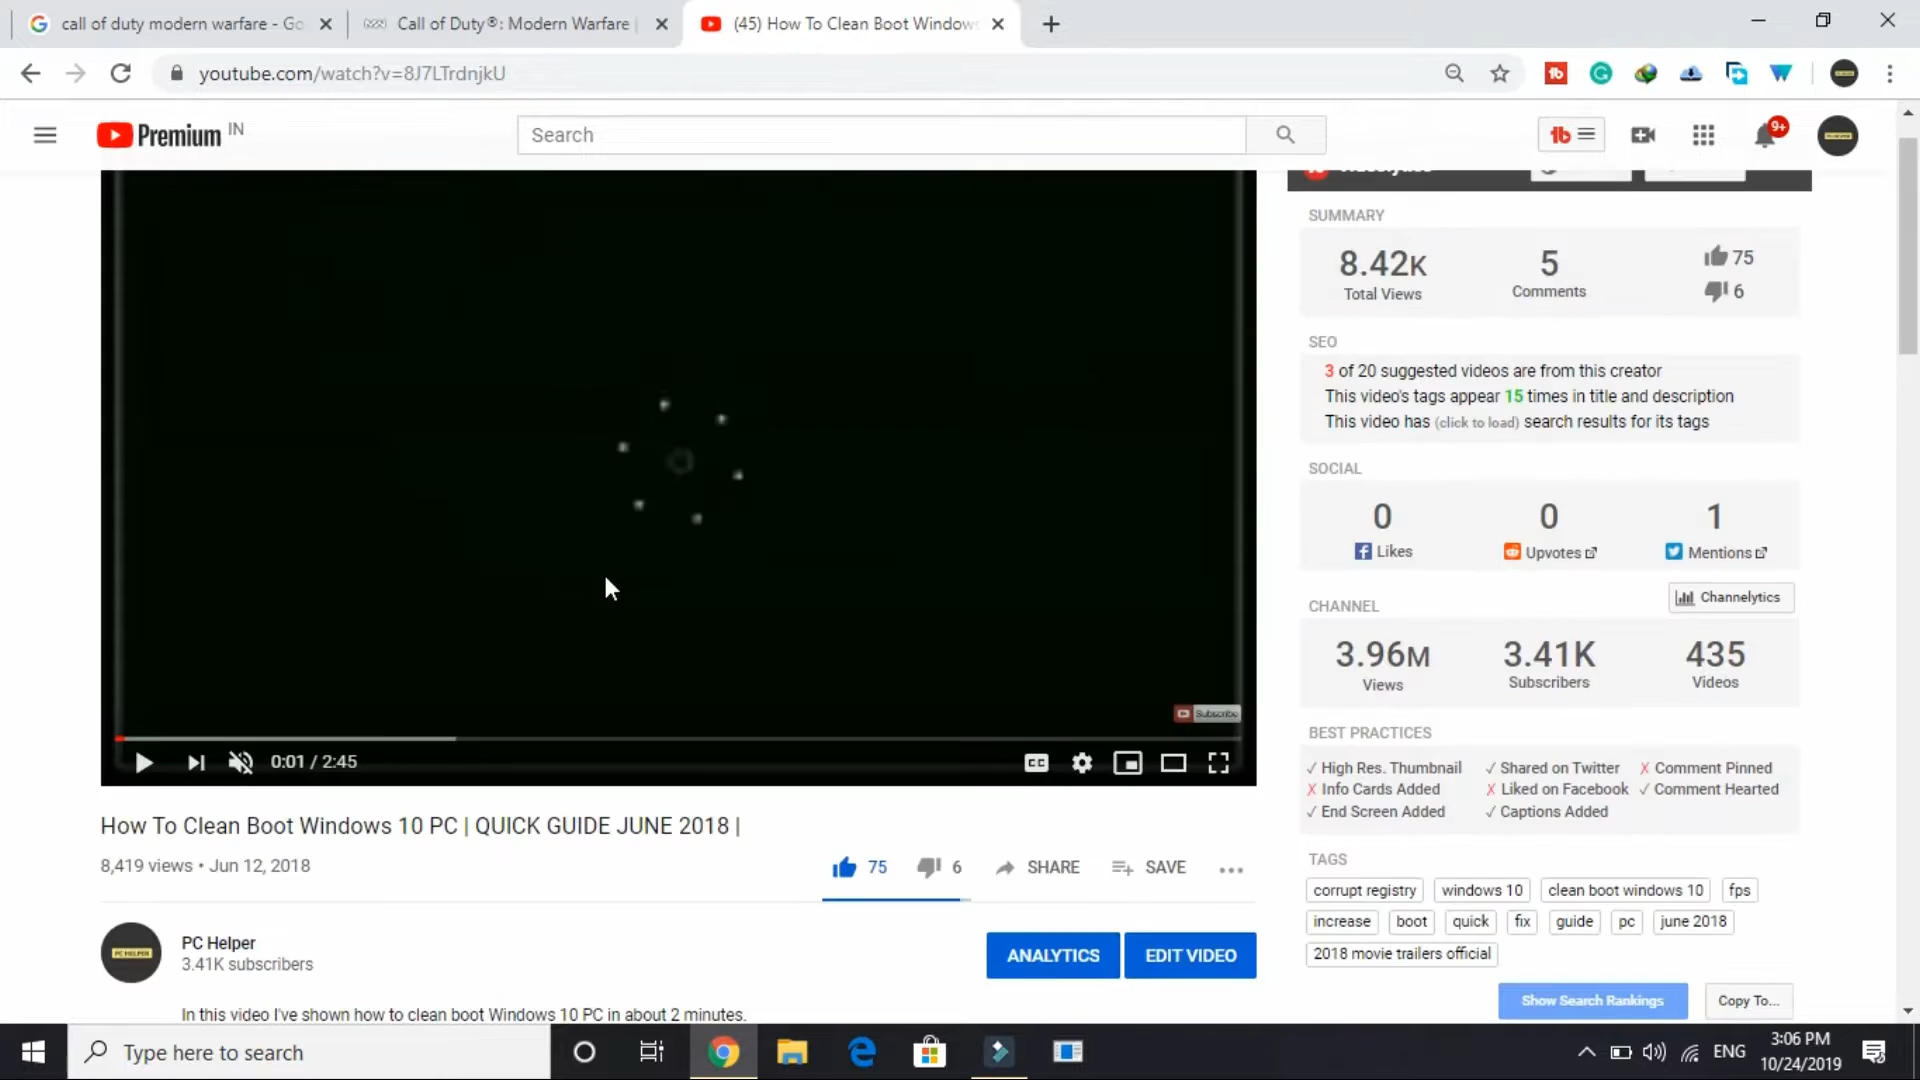 call of duty modern warfare - Go
Call of Duty®: Modern Warfare |
(45) How To Clean Boot Window
youtube.com/watch?v=8J7LTrdnjkU
Premium IN
Search
9+
SUMMARY
8.42K
Total Views
5
Comments
75
6
SEO
3 of 20 suggested videos are from this creator
This video's tags appear 15 times in title and description
This video has (click to load) search results for its tags
SOCIAL
0
Likes
0
Upvotes
1
Mentions
CHANNEL
Channelytics
3.96M
Views
3.41K
Subscribers
435
Videos
BEST PRACTICES
✓ High Res. Thumbnail ✓ Shared on Twitter X Comment Pinned
X Info Cards Added X Liked on Facebook ✓ Comment Hearted
✓ End Screen Added ✓ Captions Added
TAGS
corrupt registry windows 10 clean boot windows 10 fps
increase boot quick fix guide pc june 2018
2018 movie trailers official
Show Search Rankings Copy To...
Subscribe
0:01 / 2:45
CC
How To Clean Boot Windows 10 PC | QUICK GUIDE JUNE 2018 |
8,419 views • Jun 12, 2018
75 6 SHARE SAVE
PC HELPER
PC Helper
3.41K subscribers
ANALYTICS EDIT VIDEO
In this video I've shown how to clean boot Windows 10 PC in about 2 minutes.
Type here to search
ENG
3:06 PM
10/24/2019